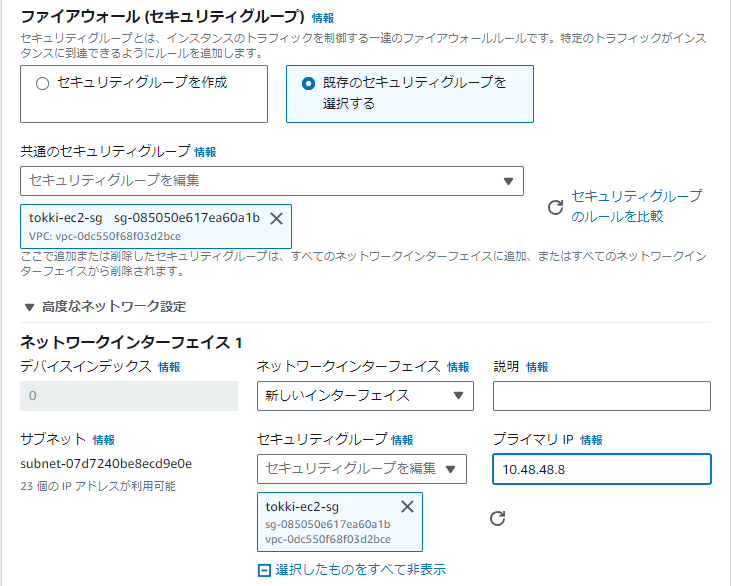 ファイアウォール (セキュリティグループ) 情報
セキュリティグループとは、インスタンスのトラフィックを制御する一連のファイアウォールルールです。特定のトラフィックがインス
タンスに到達できるようにルールを追加します。
セキュリティグループを作成
既存のセキュリティグループを
選択する
共通のセキュリティグループ 情報
セキュリティグループを編集
セキュリティグループ
のルールを比較
tokki-ec2-sg sg-085050e617ea60a1b
VPC: vpc-0dc550f68f03d2bce
ここで追加または削除したセキュリティグループは、すべてのネットワークインターフェイスに追加、またはすべてのネットワークイン
ターフェイスから削除されます。
高度なネットワーク設定
ネットワークインターフェイス 1
デバイスインデックス 情報
ネットワークインターフェイス 情報
説明 情報
0
新しいインターフェイス
サブネット 情報
セキュリティグループ 情報
プライマリ IP 情報
subnet-07d7240be8ecd9e0e
セキュリティグループを編集
10.48.48.8
23 個の IP アドレスが利用可能
tokki-ec2-sg
sg-085050e617ea60a1b
vpc-0dc550f68f03d2bce
選択したものをすべて非表示